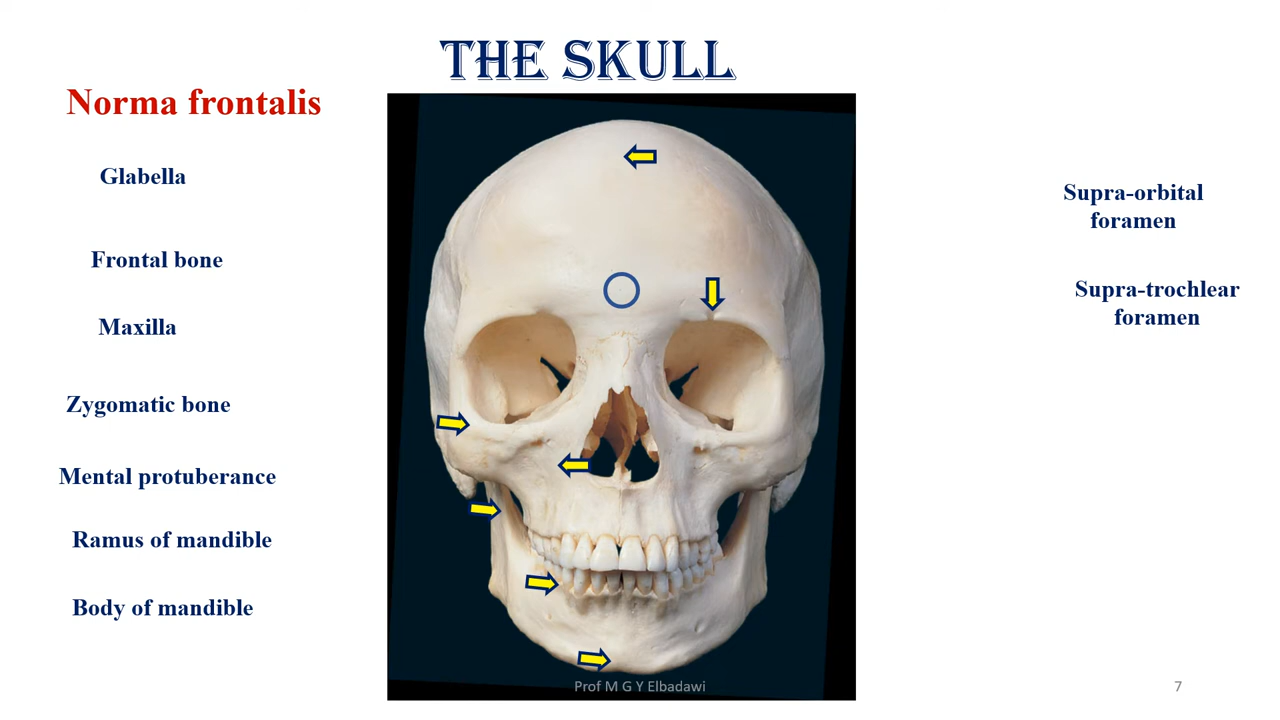 THE SKULL
Norma frontalis
Glabella
Frontal bone
Maxilla
Zygomatic bone
Mental protuberance
Ramus of mandible
Body of mandible
Supra-orbital
foramen
Supra-trochlear
foramen
Prof M G Y Elbadawi
7